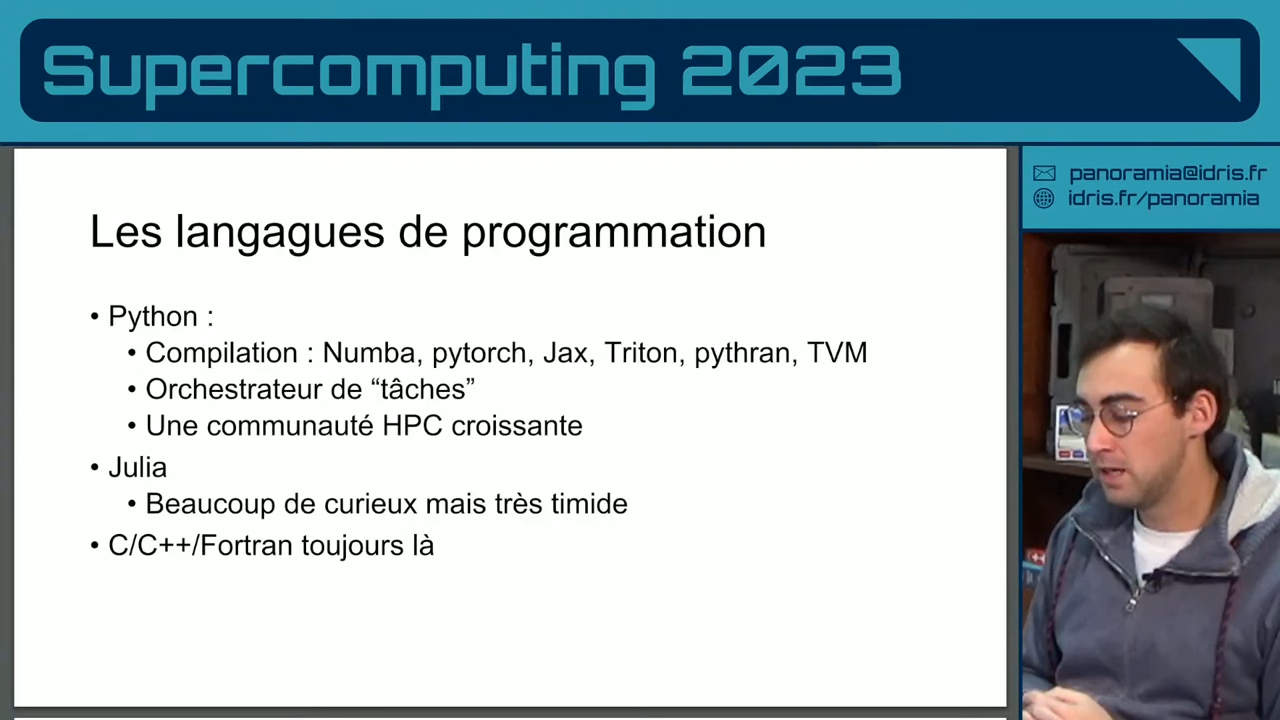 Supercomputing 2023
panoramia@idris.fr
idris.fr/panoramia
Les langagues de programmation
• Python :
• Compilation : Numba, pytorch, Jax, Triton, pythran, TVM
• Orchestrateur de “tâches”
• Une communauté HPC croissante
• Julia
• Beaucoup de curieux mais très timide
• C/C++/Fortran toujours là